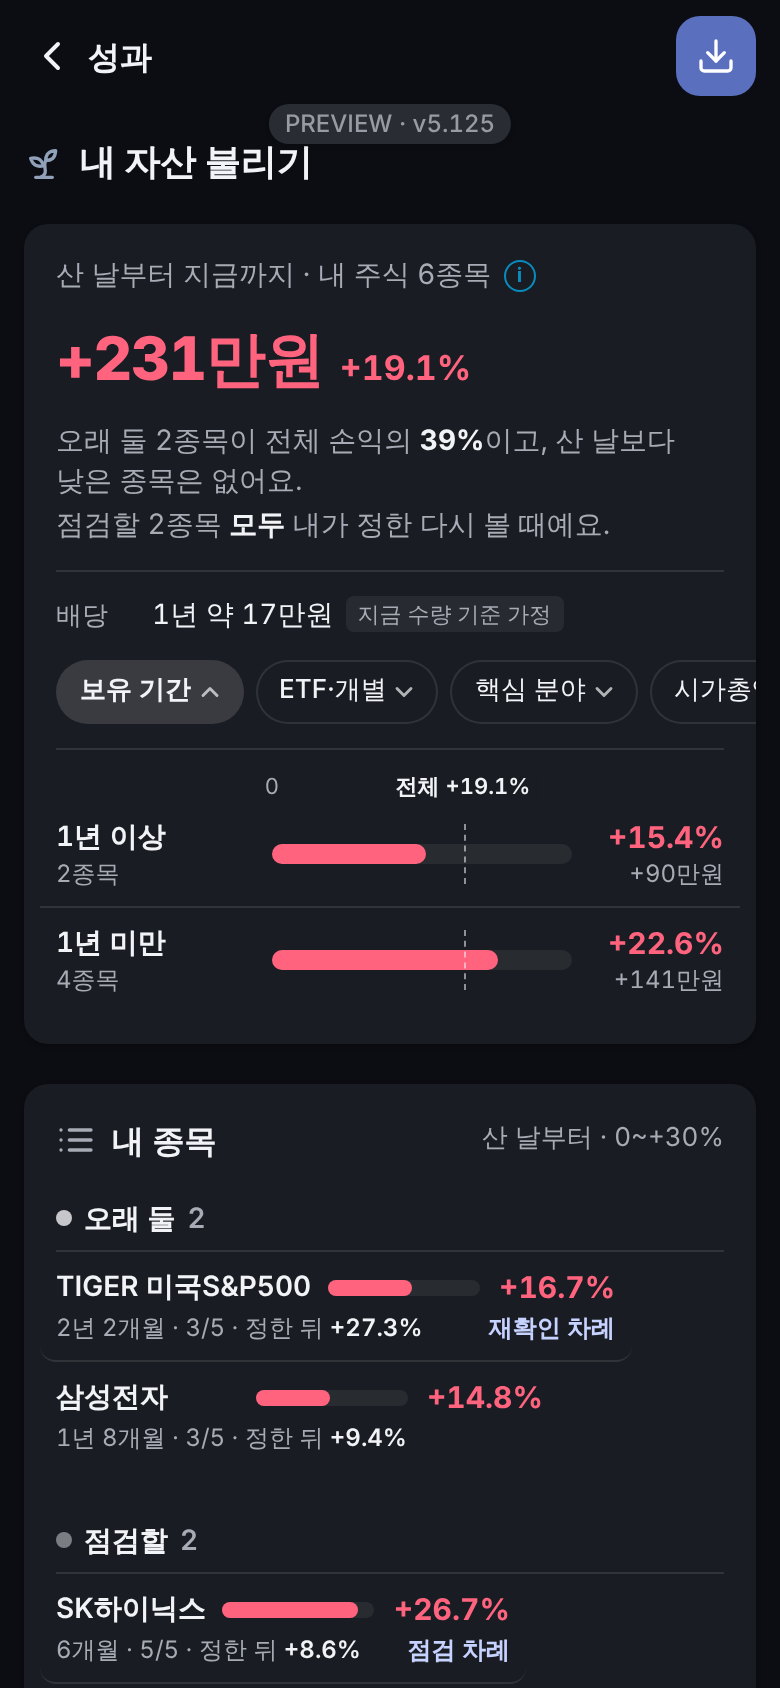 성과
PREVIEW · v5.125
내 자산 불리기
산 날부터 지금까지 · 내 주식 6종목 i
+231만원 +19.1%
오래 둘 2종목이 전체 손익의 39%이고, 산 날보다
낮은 종목은 없어요.
점검할 2종목 모두 내가 정한 다시 볼 때예요.
배당 1년 약 17만원 지금 수량 기준 가정
보유 기간 ETF·개별 핵심 분야 시가총
0 전체 +19.1%
1년 이상 +15.4%
2종목 +90만원
1년 미만 +22.6%
4종목 +141만원
내 종목 산 날부터 · 0~+30%
오래 둘 2
TIGER 미국S&P500 +16.7%
2년 2개월 · 3/5 · 정한 뒤 +27.3% 재확인 차례
삼성전자 +14.8%
1년 8개월 · 3/5 · 정한 뒤 +9.4%
점검할 2
SK하이닉스 +26.7%
6개월 · 5/5 · 정한 뒤 +8.6% 점검 차례